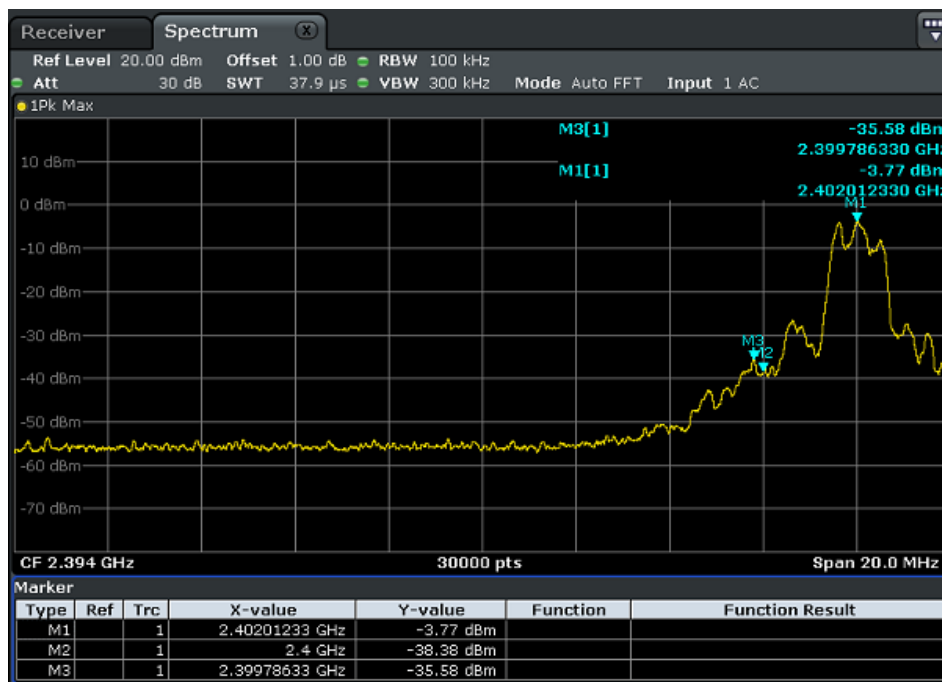 Receiver Spectrum X
Ref Level 20.00 dBm Offset 1.00 dB RBW 100 kHz
Att 30 dB SWT 37.9 µs VBW 300 kHz Mode Auto FFT Input 1 AC
1Pk Max
M3[1] -35.58 dBm
2.399786330 GHz
10 dBm
M1[1] -3.77 dBm
2.402012330 GHz
0 dBm
M1
-10 dBm
-20 dBm
-30 dBm
M3
M2
-40 dBm
-50 dBm
-60 dBm
-70 dBm
CF 2.394 GHz 30000 pts Span 20.0 MHz
Marker
Type Ref Trc X-value Y-value Function Function Result
M1 1 2.40201233 GHz -3.77 dBm
M2 1 2.4 GHz -38.38 dBm
M3 1 2.39978633 GHz -35.58 dBm